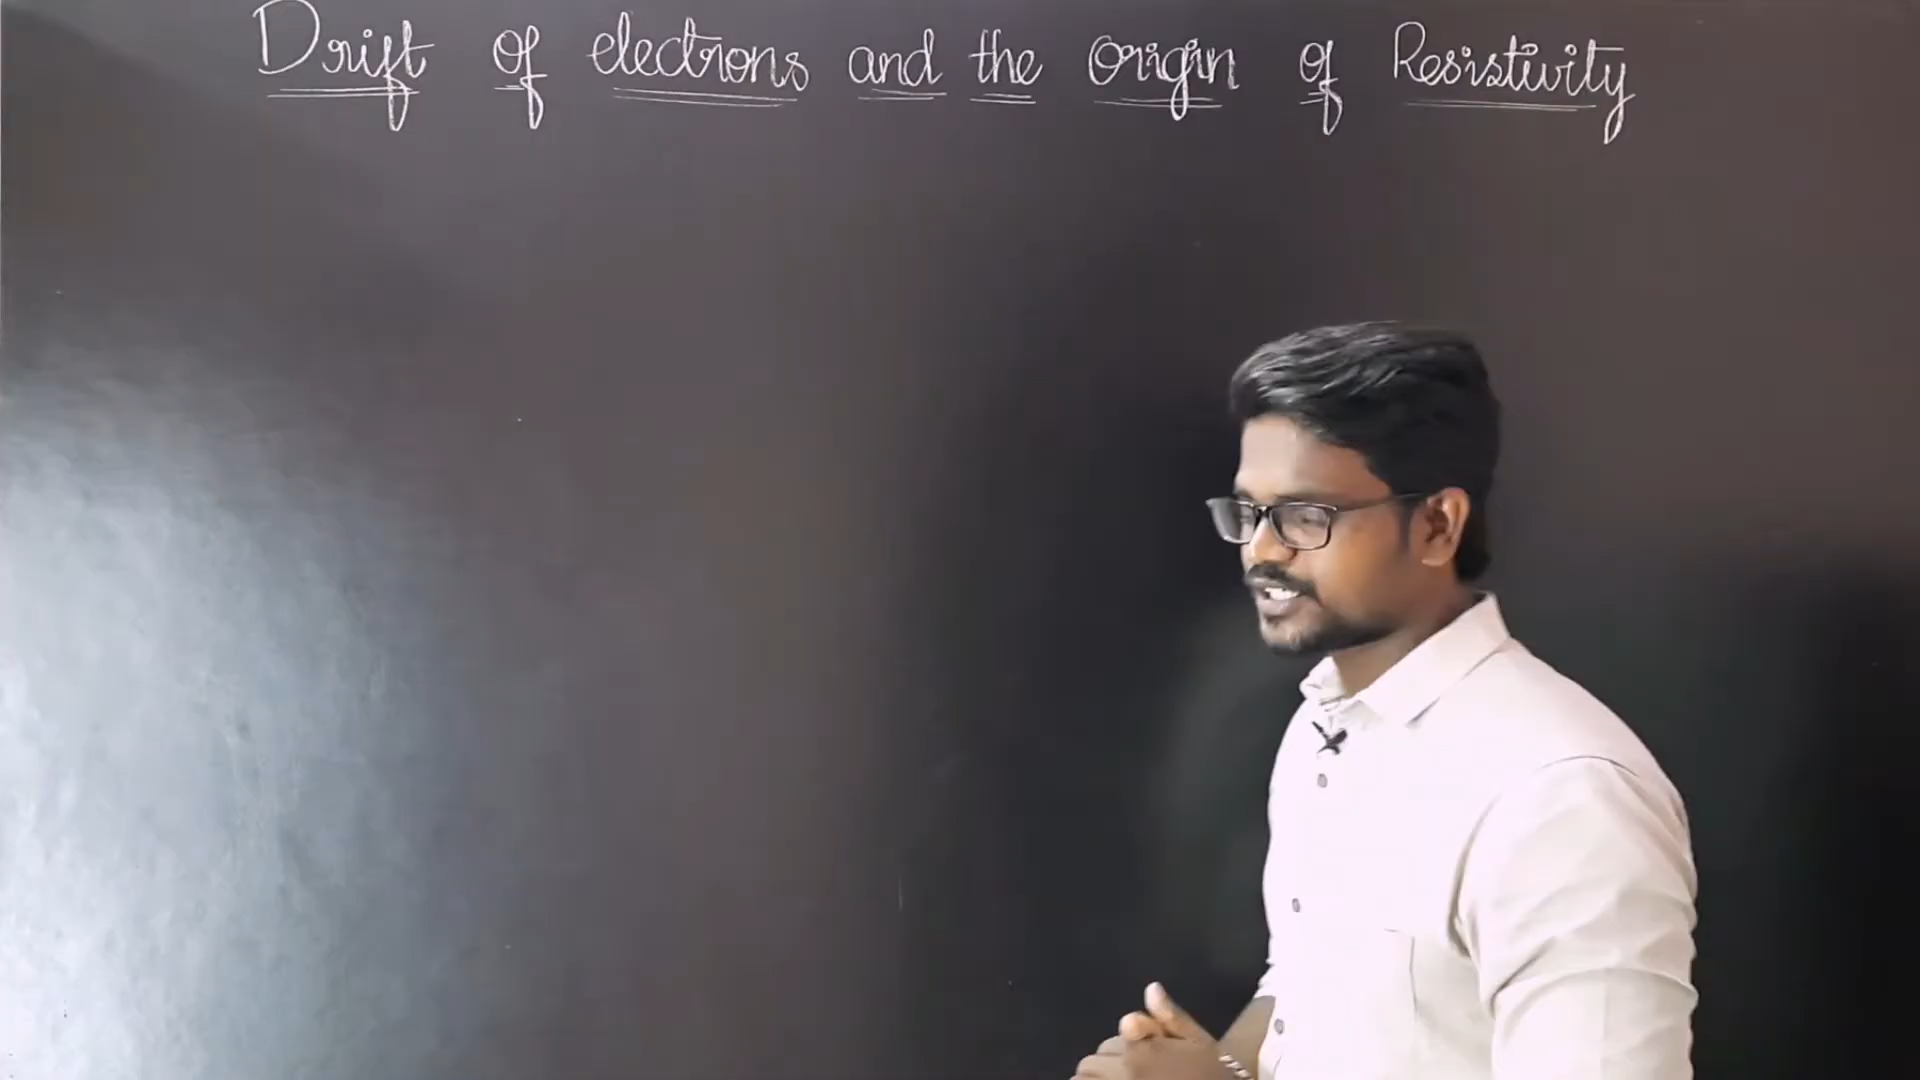 Drift of electrons and the Origin of Resistivity